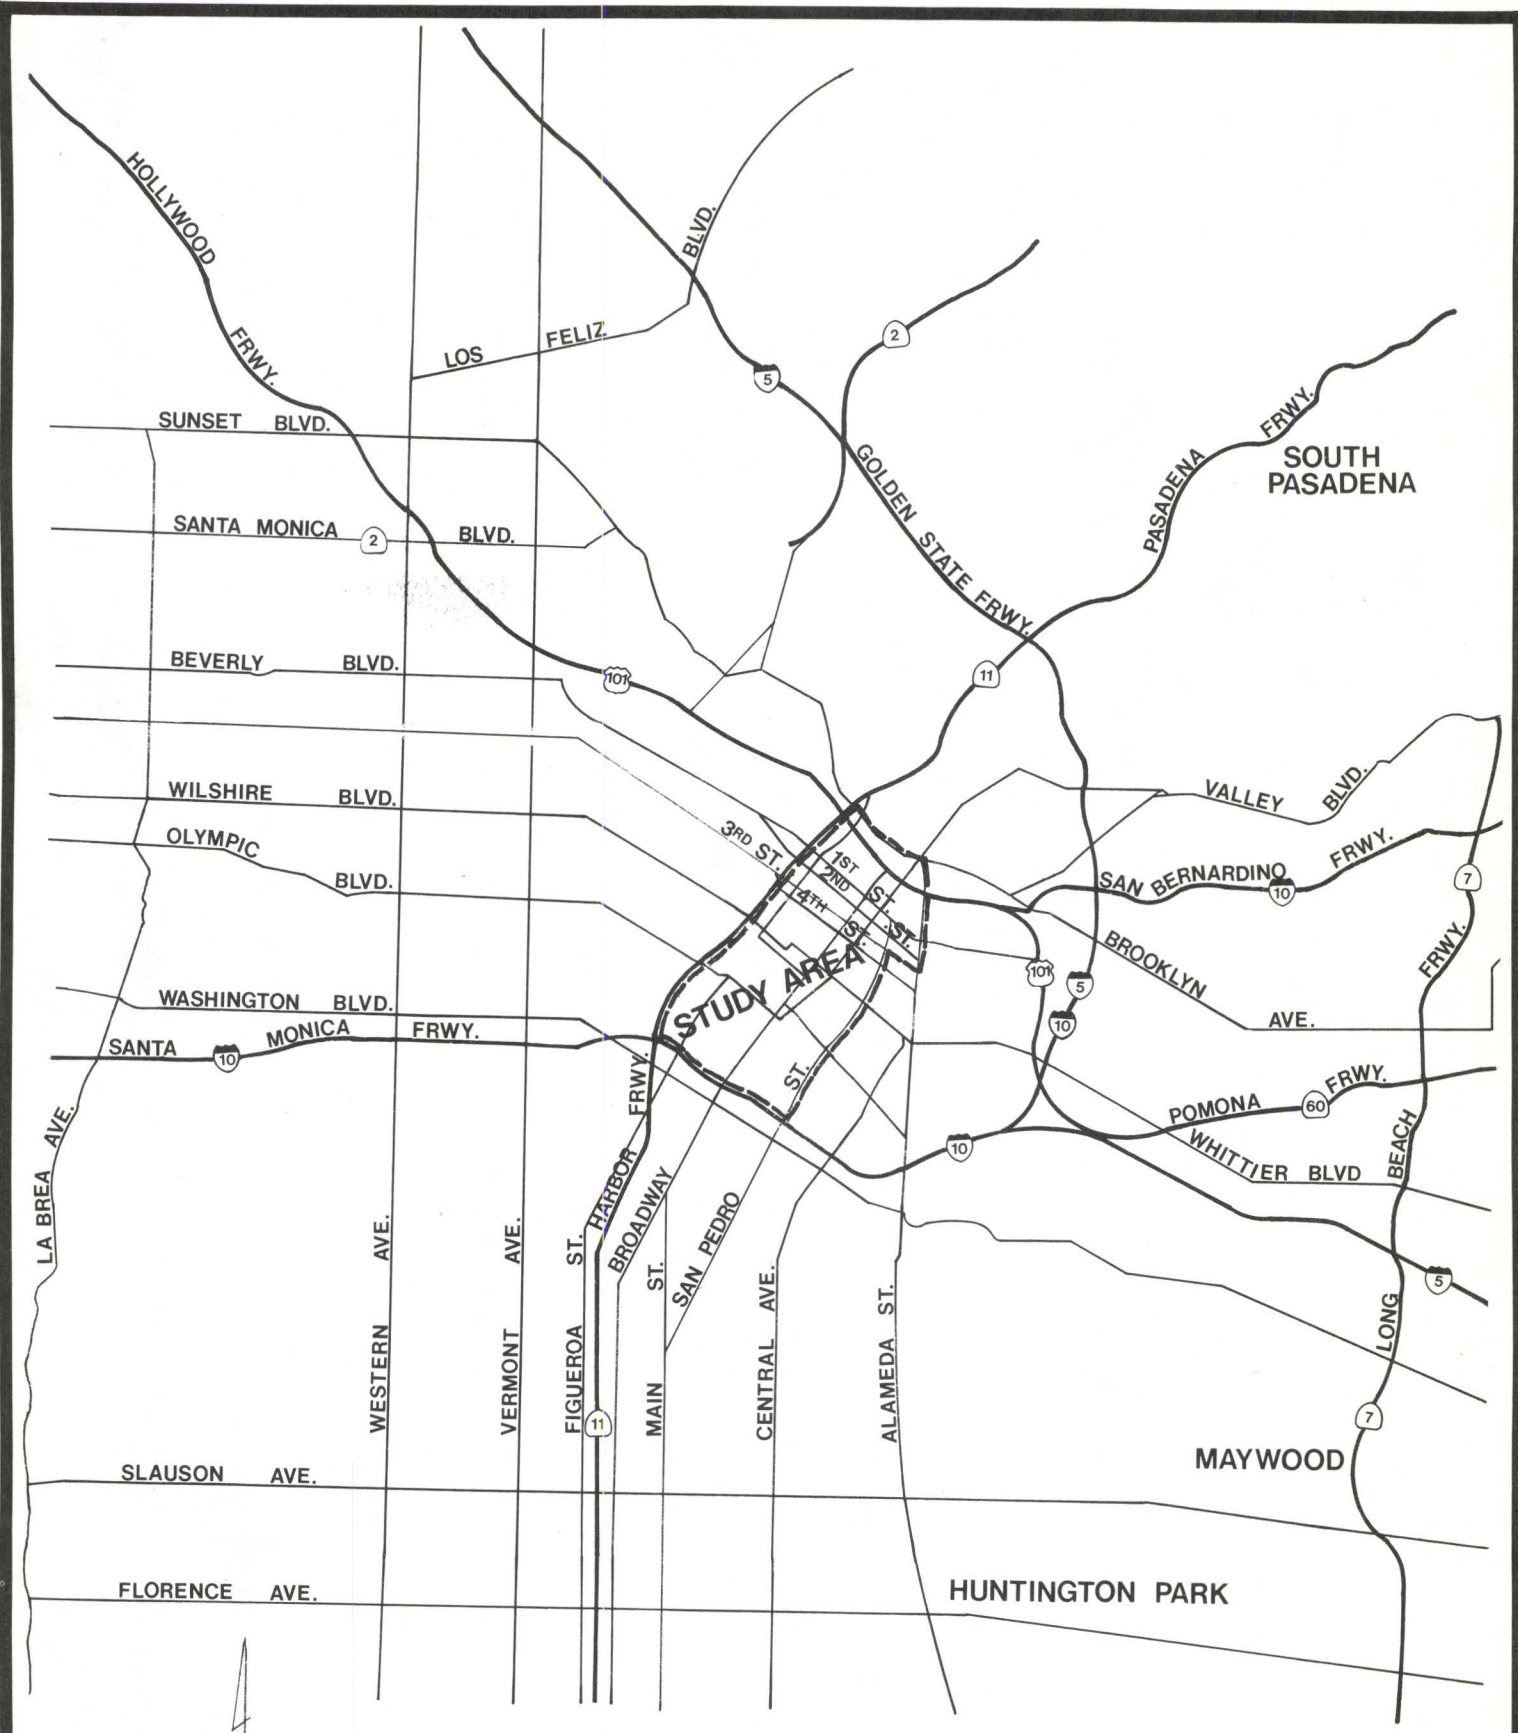 HOLLYWOOD FRWY.
LOS FELIZ BLVD.
2
5
SUNSET BLVD.
GOLDEN STATE FRWY.
PASADENA FRWY.
SOUTH
PASADENA
SANTA MONICA 2 BLVD.
BEVERLY BLVD.
101
11
WILSHIRE BLVD.
VALLEY BLVD.
OLYMPIC BLVD.
3RD ST.
1ST ST.
2ND ST.
4TH ST.
SAN BERNARDINO 10 FRWY.
7
STUDY AREA
101
5
10
BROOKLYN AVE.
WASHINGTON BLVD.
SANTA 10 MONICA FRWY.
POMONA 60 FRWY.
10
WHITTIER BLVD
LA BREA AVE.
WESTERN AVE.
VERMONT AVE.
FIGUEROA ST.
HARBOR FRWY.
11
BROADWAY
MAIN ST.
SAN PEDRO ST.
CENTRAL AVE.
ALAMEDA ST.
LONG BEACH FRWY.
5
7
MAYWOOD
SLAUSON AVE.
FLORENCE AVE.
HUNTINGTON PARK